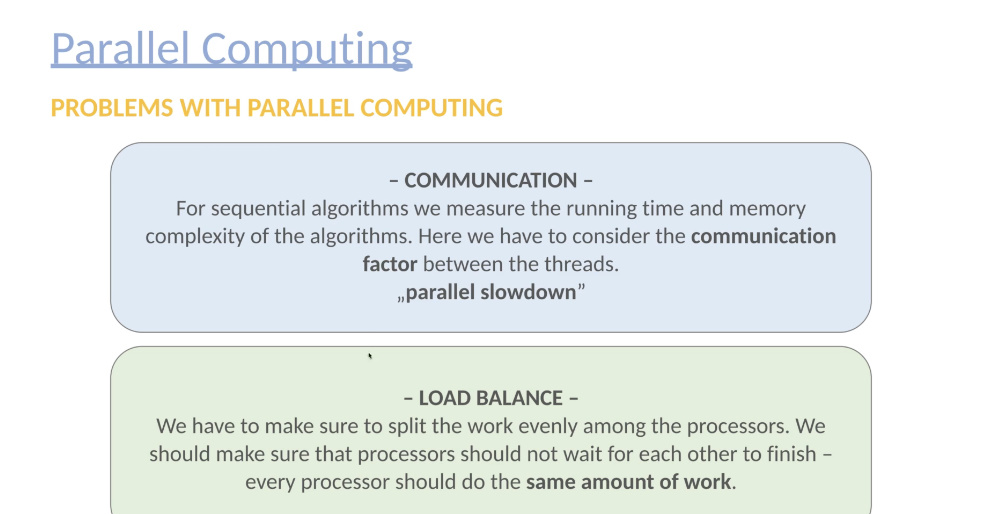 Parallel Computing
PROBLEMS WITH PARALLEL COMPUTING
– COMMUNICATION –
For sequential algorithms we measure the running time and memory
complexity of the algorithms. Here we have to consider the communication
factor between the threads.
„parallel slowdown”
– LOAD BALANCE –
We have to make sure to split the work evenly among the processors. We
should make sure that processors should not wait for each other to finish –
every processor should do the same amount of work.